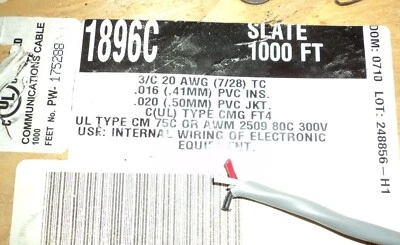 1896C
SLATE
1000 FT
3/C 20 AWG (7/28) TC
.016 (.41MM) PVC INS.
.020 (.50MM) PVC JKT.
C(UL) TYPE CMG FT4
UL TYPE CM 75C OR AWM 2509 80C 300V
USE: INTERNAL WIRING OF ELECTRONIC
EQUIPMENT.
UL
COMMUNICATIONS CABLE
1000
FEET No. PW-175288
DOM: 0710 LOT: 248856-H1